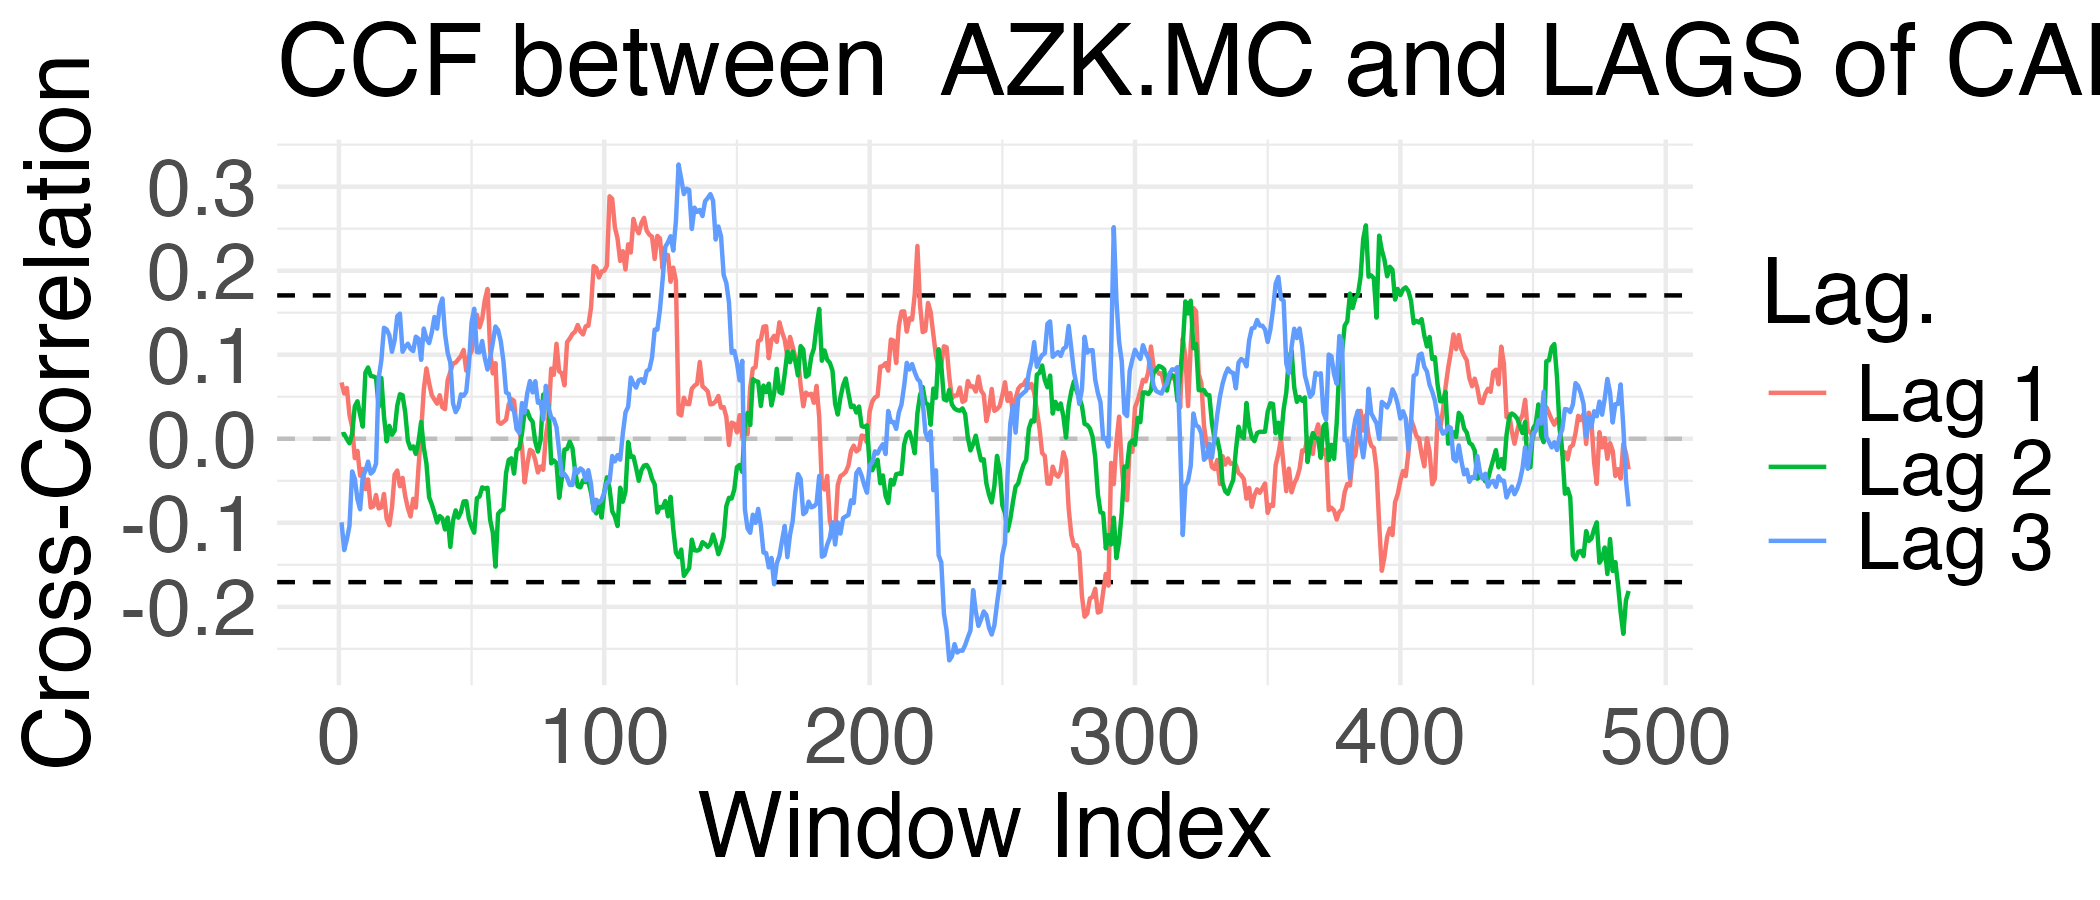 CCF between AZK.MC and LAGS of
Cross-Correlation
0.3
0.2
0.1
0.0
-0.1
-0.2
0 100 200 300 400 500
Window Index
Lag.
Lag 1
Lag 2
Lag 3